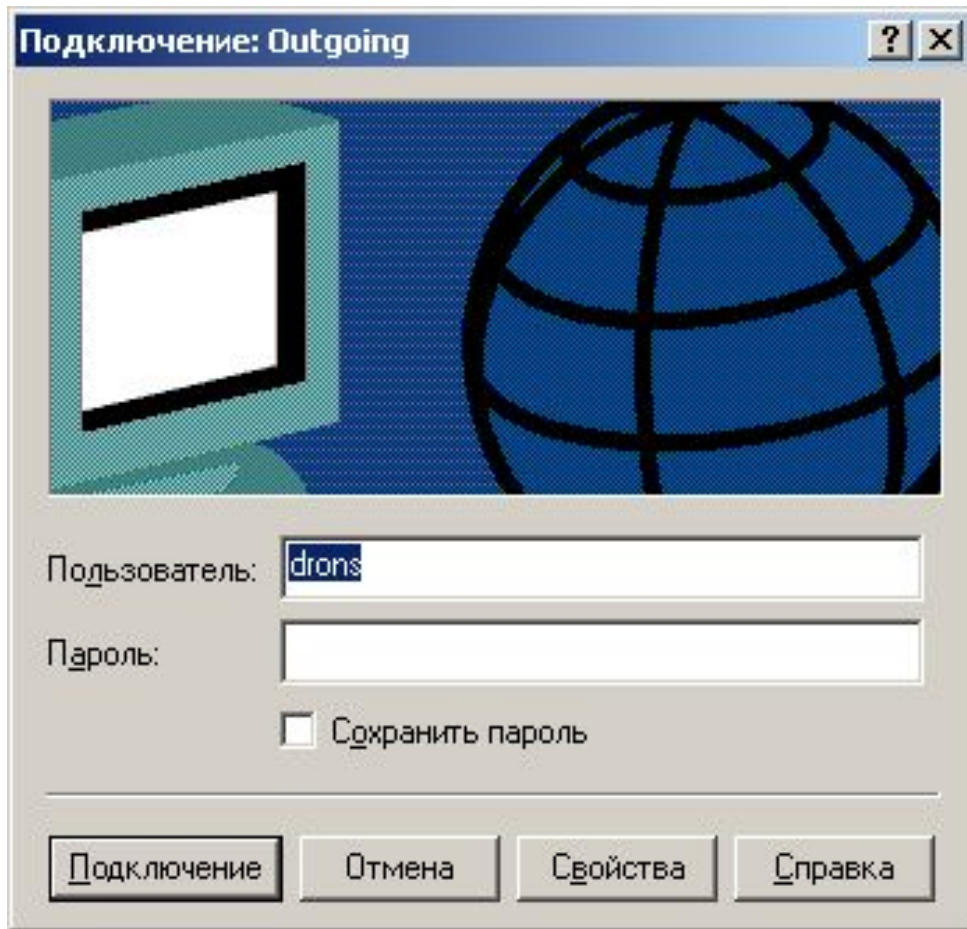 Подключение: Outgoing
Пользователь: drons
Пароль:
Сохранить пароль
Подключение Отмена Свойства Справка